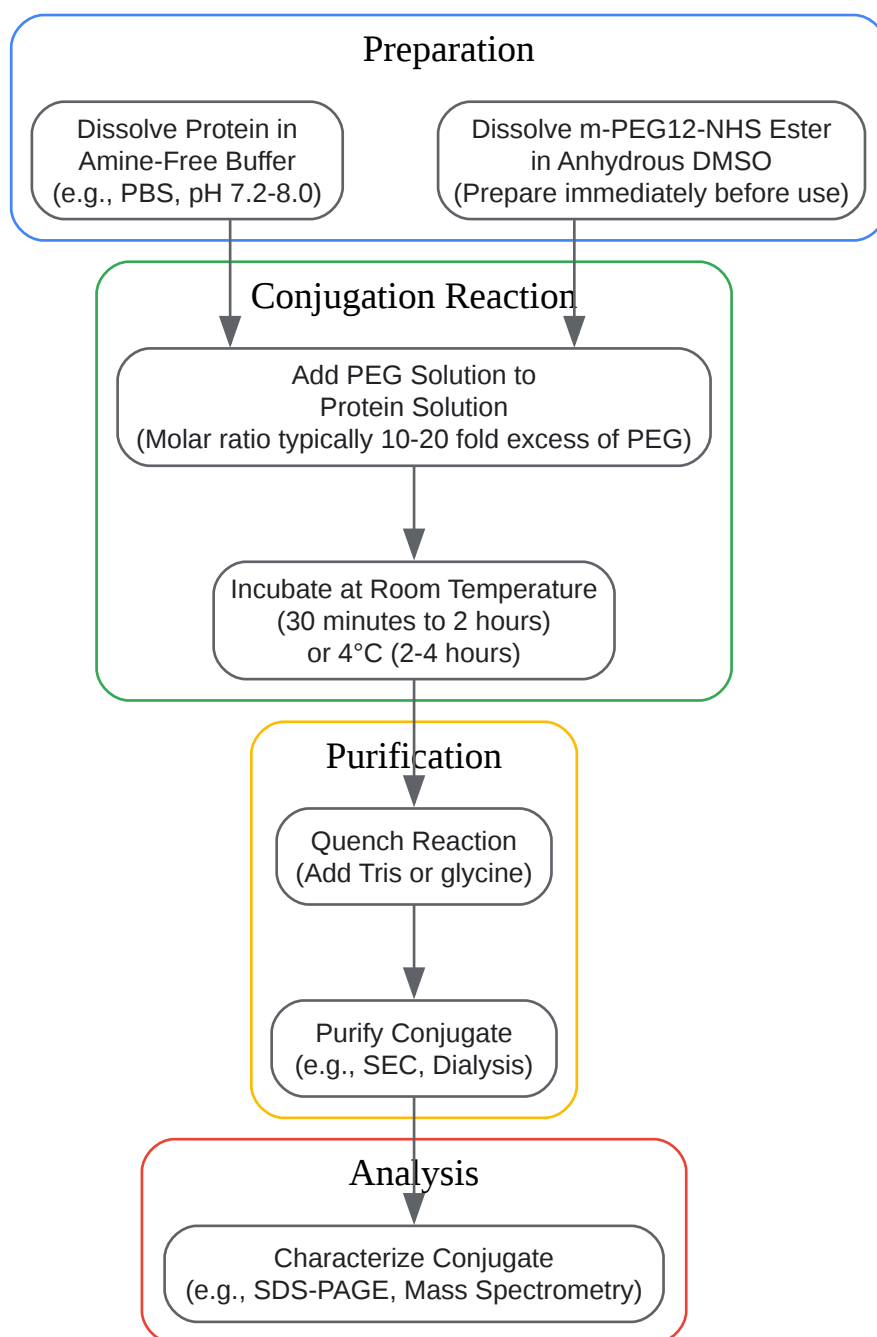 Preparation
Dissolve Protein in
Amine-Free Buffer
(e.g., PBS, pH 7.2-8.0)
Dissolve m-PEG12-NHS Ester
in Anhydrous DMSO
(Prepare immediately before use)
Conjugation Reaction
Add PEG Solution to
Protein Solution
(Molar ratio typically 10-20 fold excess of PEG)
Incubate at Room Temperature
(30 minutes to 2 hours)
or 4°C (2-4 hours)
Purification
Quench Reaction
(Add Tris or glycine)
Purify Conjugate
(e.g., SEC, Dialysis)
Analysis
Characterize Conjugate
(e.g., SDS-PAGE, Mass Spectrometry)